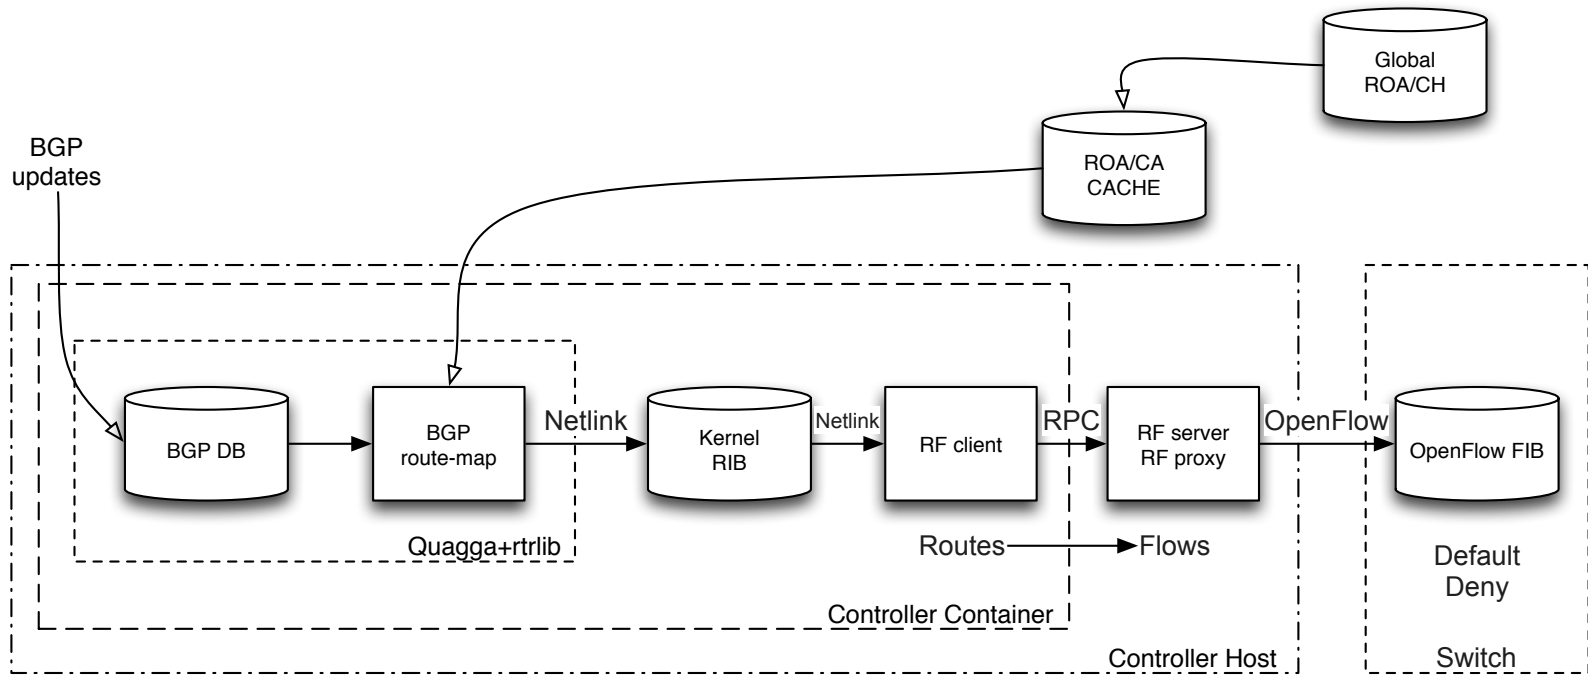 Global
ROA/CH
ROA/CA
CACHE
BGP
updates
BGP DB
BGP
route-map
Netlink
Kernel
RIB
Netlink
RF client
RPC
RF server
RF proxy
OpenFlow
OpenFlow FIB
Quagga+rtrlib
Routes
Flows
Default
Deny
Controller Container
Controller Host
Switch